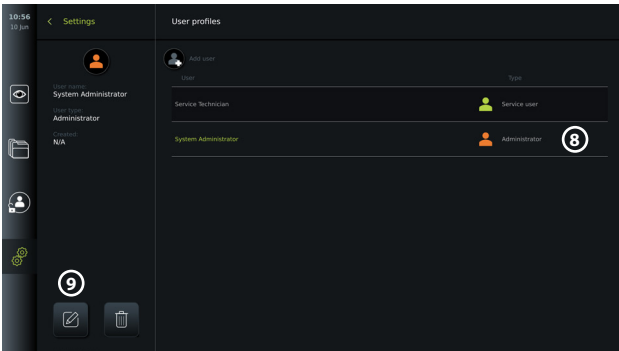 10:56
10 Jun
Settings
User profiles
Add user
User name:
System Administrator
User type:
Administrator
Created:
N/A
User Type
Service Technician Service user
System Administrator Administrator
8
9